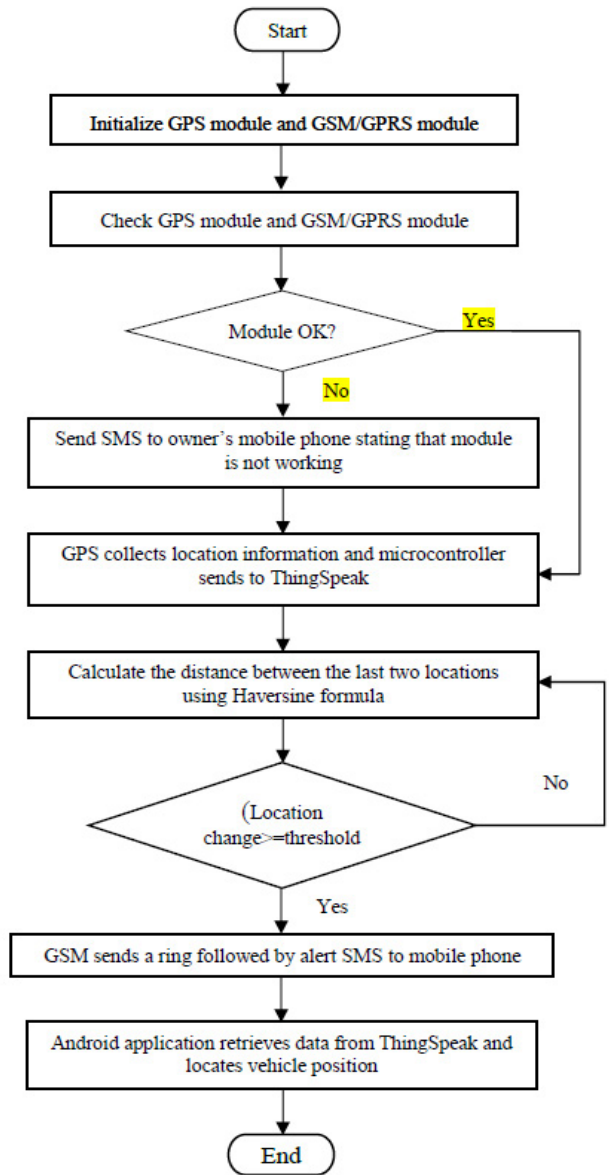 Start
Initialize GPS module and GSM/GPRS module
Check GPS module and GSM/GPRS module
Module OK?
Yes
No
Send SMS to owner's mobile phone stating that module
is not working
GPS collects location information and microcontroller
sends to ThingSpeak
Calculate the distance between the last two locations
using Haversine formula
(Location
change>=threshold
No
Yes
GSM sends a ring followed by alert SMS to mobile phone
Android application retrieves data from ThingSpeak and
locates vehicle position
End